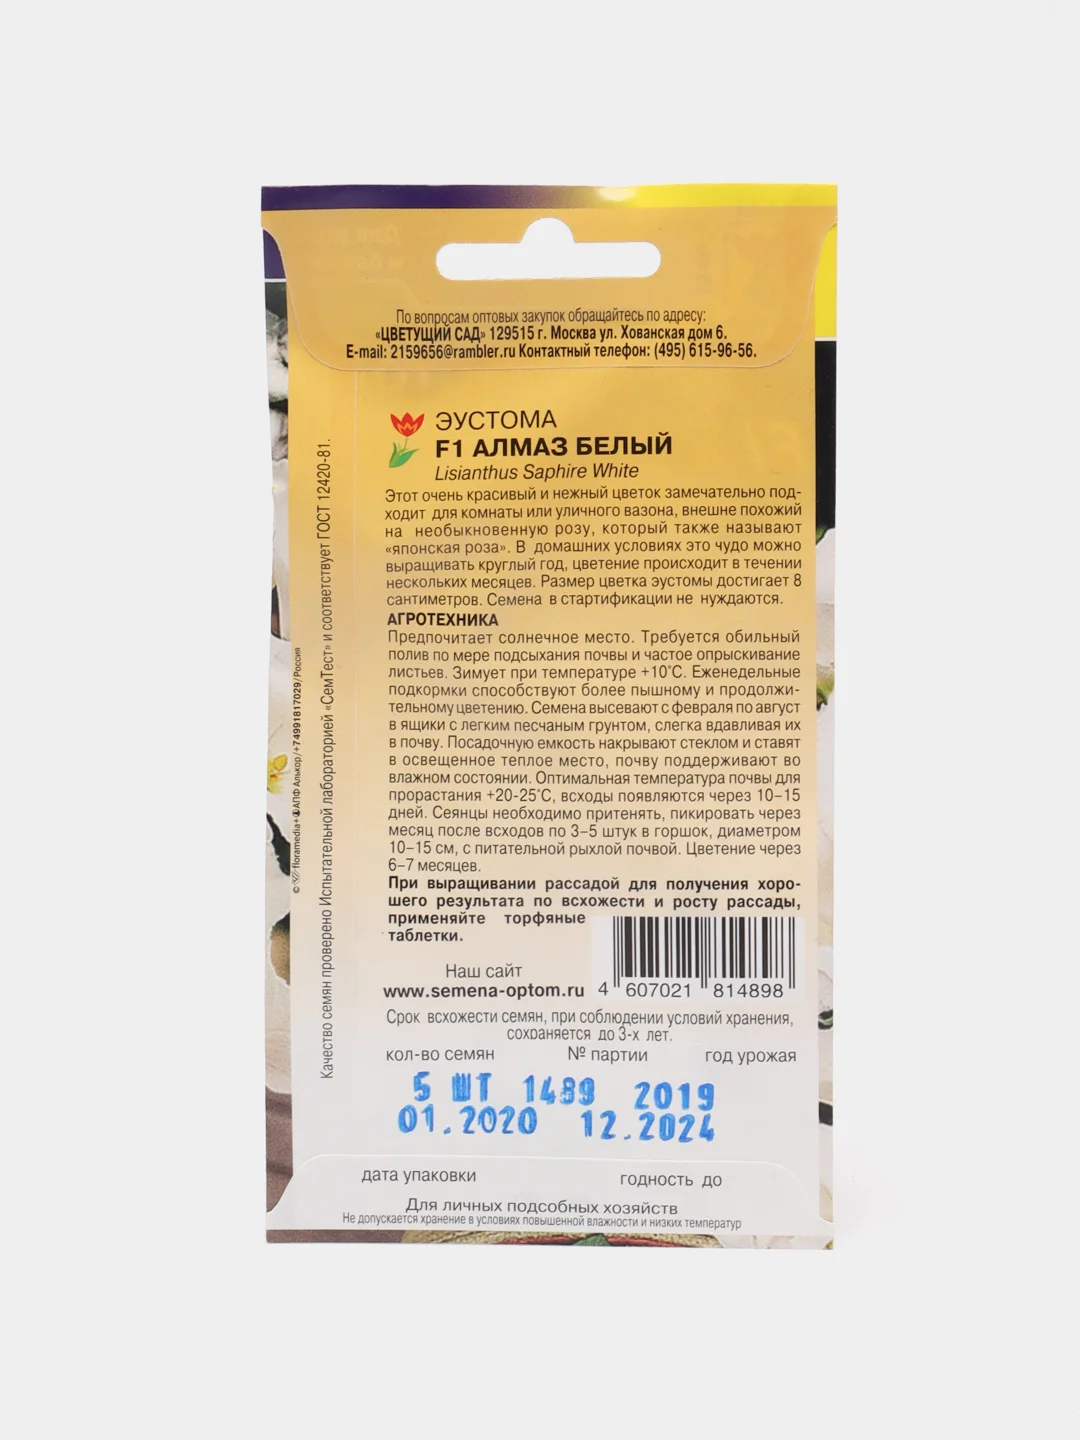 По вопросам оптовых закупок обращайтесь по адресу:
«ЦВЕТУЩИЙ САД» 129515 г. Москва ул. Хованская дом 6.
E-mail: 2159656@rambler.ru Контактный телефон: (495) 615-96-56.
ЭУСТОМА
F1 АЛМАЗ БЕЛЫЙ
Lisianthus Saphire White
Этот очень красивый и нежный цветок замечательно под-
ходит для комнаты или уличного вазона, внешне похожий
на необыкновенную розу, который также называют
«японская роза». В домашних условиях это чудо можно
выращивать круглый год, цветение происходит в течении
нескольких месяцев. Размер цветка эустомы достигает 8
сантиметров. Семена в стартификации не нуждаются.
АГРОТЕХНИКА
Предпочитает солнечное место. Требуется обильный
полив по мере подсыхания почвы и частое опрыскивание
листьев. Зимует при температуре +10°С. Еженедельные
подкормки способствуют более пышному и продолжи-
тельному цветению. Семена высевают с февраля по август
в ящики с легким песчаным грунтом, слегка вдавливая их
в почву. Посадочную емкость накрывают стеклом и ставят
в освещенное теплое место, почву поддерживают во
влажном состоянии. Оптимальная температура почвы для
прорастания +20-25°С, всходы появляются через 10–15
дней. Сеянцы необходимо притенять, пикировать через
месяц после всходов по 3–5 штук в горшок, диаметром
10–15 см, с питательной рыхлой почвой. Цветение через
6–7 месяцев.
При выращивании рассадой для получения хоро-
шего результата по всхожести и росту рассады,
применяйте торфяные
таблетки.
Наш сайт
www.semena-optom.ru
4 607021 814898
Срок всхожести семян, при соблюдении условий хранения,
сохраняется до 3-х лет.
кол-во семян № партии год урожая
5 ШТ 1489 2019
01.2020 12.2024
дата упаковки годность до
Для личных подсобных хозяйств
Не допускается хранение в условиях повышенной влажности и низких температур
Качество семян проверено Испытательной лабораторией «СемТест» и соответствует ГОСТ 12420-81.
© floramedia+ АПФ Алькор/+74991817029/Россия